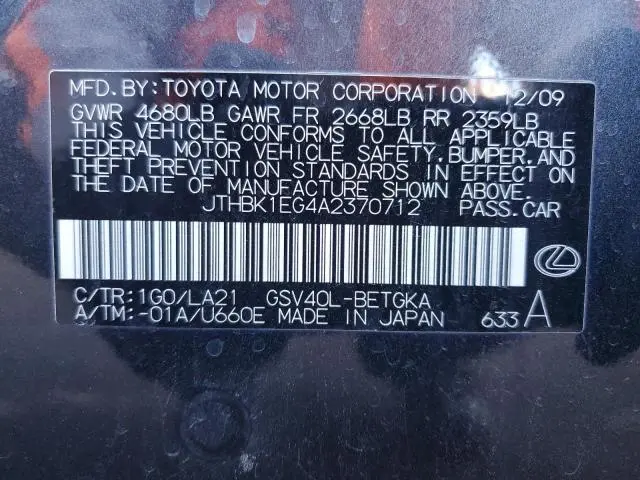 MFD. BY: TOYOTA MOTOR CORPORATION 12/09
GVWR 4680LB GAWR FR 2668LB RR 2359LB
THIS VEHICLE CONFORMS TO ALL APPLICABLE
FEDERAL MOTOR VEHICLE SAFETY, BUMPER, AND
THEFT PREVENTION STANDARDS IN EFFECT ON
THE DATE OF MANUFACTURE SHOWN ABOVE.
JTHBK1EG4A2370712 PASS. CAR
C/TR: 1G0/LA21 GSV40L-BETGKA
A/TM: -01A/U660E MADE IN JAPAN 633 A